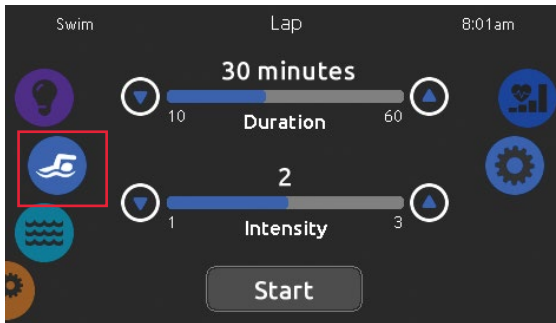 Swim Lap 8:01am
30 minutes
10 Duration 60
2
1 Intensity 3
Start